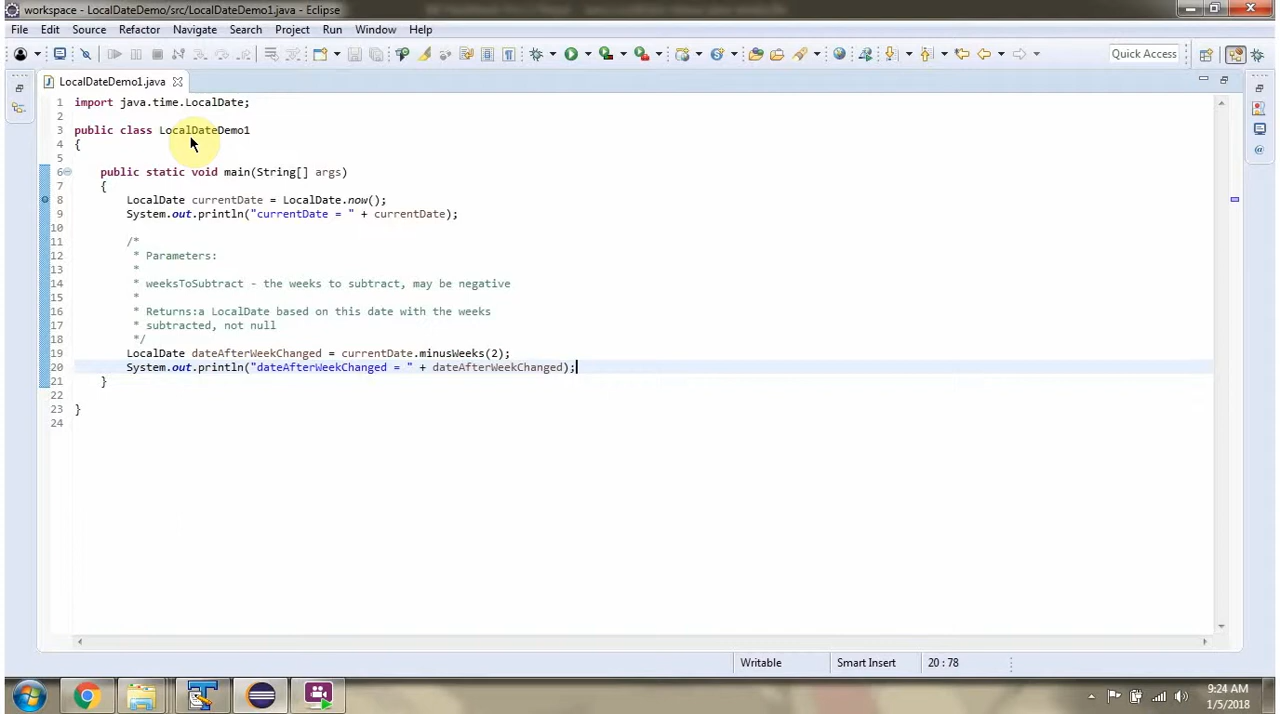 workspace - LocalDateDemo/src/LocalDateDemo1.java - Eclipse
File Edit Source Refactor Navigate Search Project Run Window Help
Quick Access
LocalDateDemo1.java
1 import java.time.LocalDate;
2
3 public class LocalDateDemo1
4 {
5
6 public static void main(String[] args)
7 {
8 LocalDate currentDate = LocalDate.now();
9 System.out.println("currentDate = " + currentDate);
10
11 /*
12 * Parameters:
13 *
14 * weeksToSubtract - the weeks to subtract, may be negative
15 *
16 * Returns:a LocalDate based on this date with the weeks
17 * subtracted, not null
18 */
19 LocalDate dateAfterWeekChanged = currentDate.minusWeeks(2);
20 System.out.println("dateAfterWeekChanged = " + dateAfterWeekChanged);
21 }
22
23 }
24
Writable Smart Insert 20 : 78
9:24 AM
1/5/2018